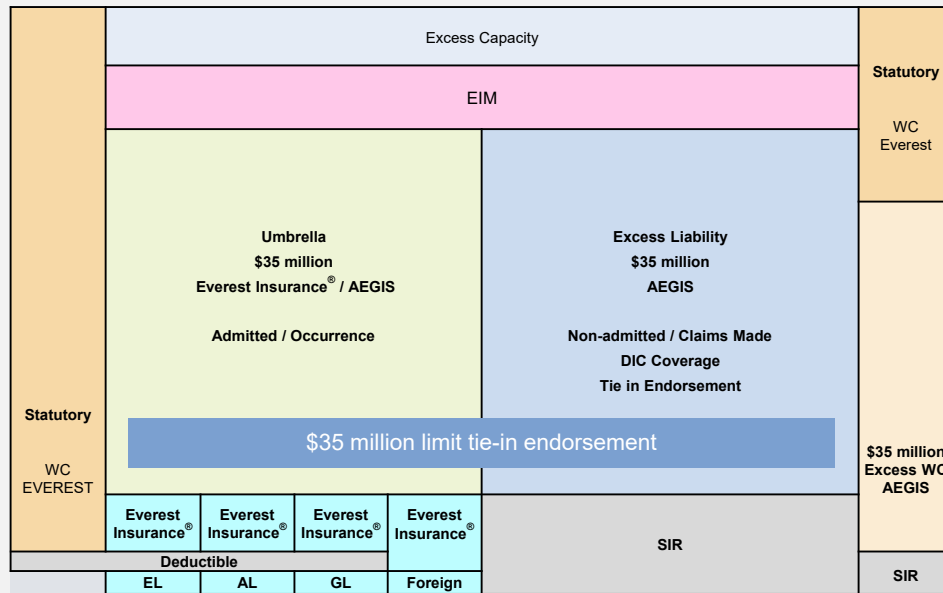 Excess Capacity
EIM
Statutory
WC
Everest
Umbrella
$35 million
Everest Insurance® / AEGIS
Admitted / Occurrence
Excess Liability
$35 million
AEGIS
Non-admitted / Claims Made
DIC Coverage
Tie in Endorsement
$35 million limit tie-in endorsement
Statutory
WC
EVEREST
$35 million
Excess WC
AEGIS
Everest
Insurance®
Everest
Insurance®
Everest
Insurance®
Everest
Insurance®
SIR
Deductible
EL
AL
GL
Foreign
SIR